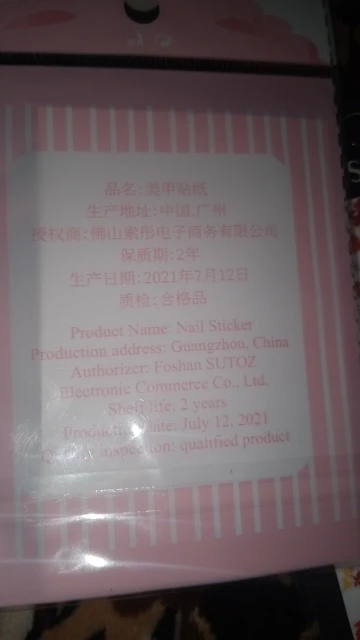 品名:美甲贴纸
生产地址:中国.广州
授权商:佛山索彤电子商务有限公司
保质期:2年
生产日期:2021年7月12日
质检:合格品
Product Name: Nail Sticker
Production address: Guangzhou, China
Authorizer: Foshan SUTOZ
Electronic Commerce Co., Ltd,
Shelf life: 2 years
Production date: July 12, 2021
Quality inspection: qualified product